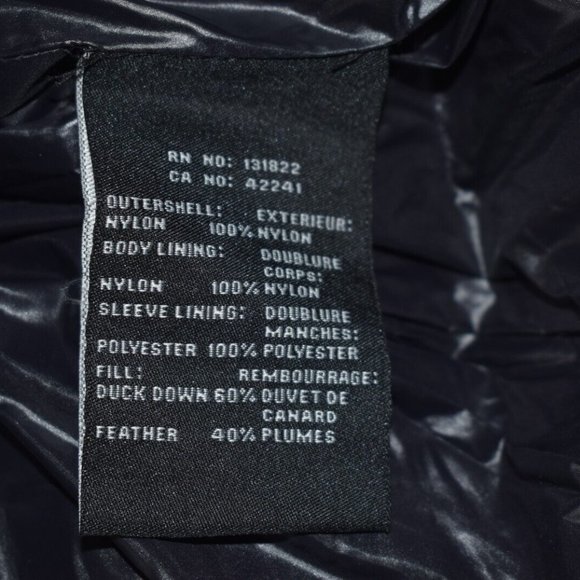 RN NO: 131822
CA NO: 42241
OUTERSHELL: EXTERIEUR:
NYLON 100% NYLON
BODY LINING: DOUBLURE
CORPS:
NYLON 100% NYLON
SLEEVE LINING: DOUBLURE
MANCHES:
POLYESTER 100% POLYESTER
FILL: REMBOURRAGE:
DUCK DOWN 60% DUVET DE
CANARD
FEATHER 40% PLUMES